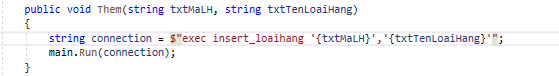 public void Them(string txtMaLH, string txtTenLoaiHang)
{
string connection = $"exec insert_loaihang '{txtMaLH}','{txtTenLoaiHang}'";
main.Run(connection);
}